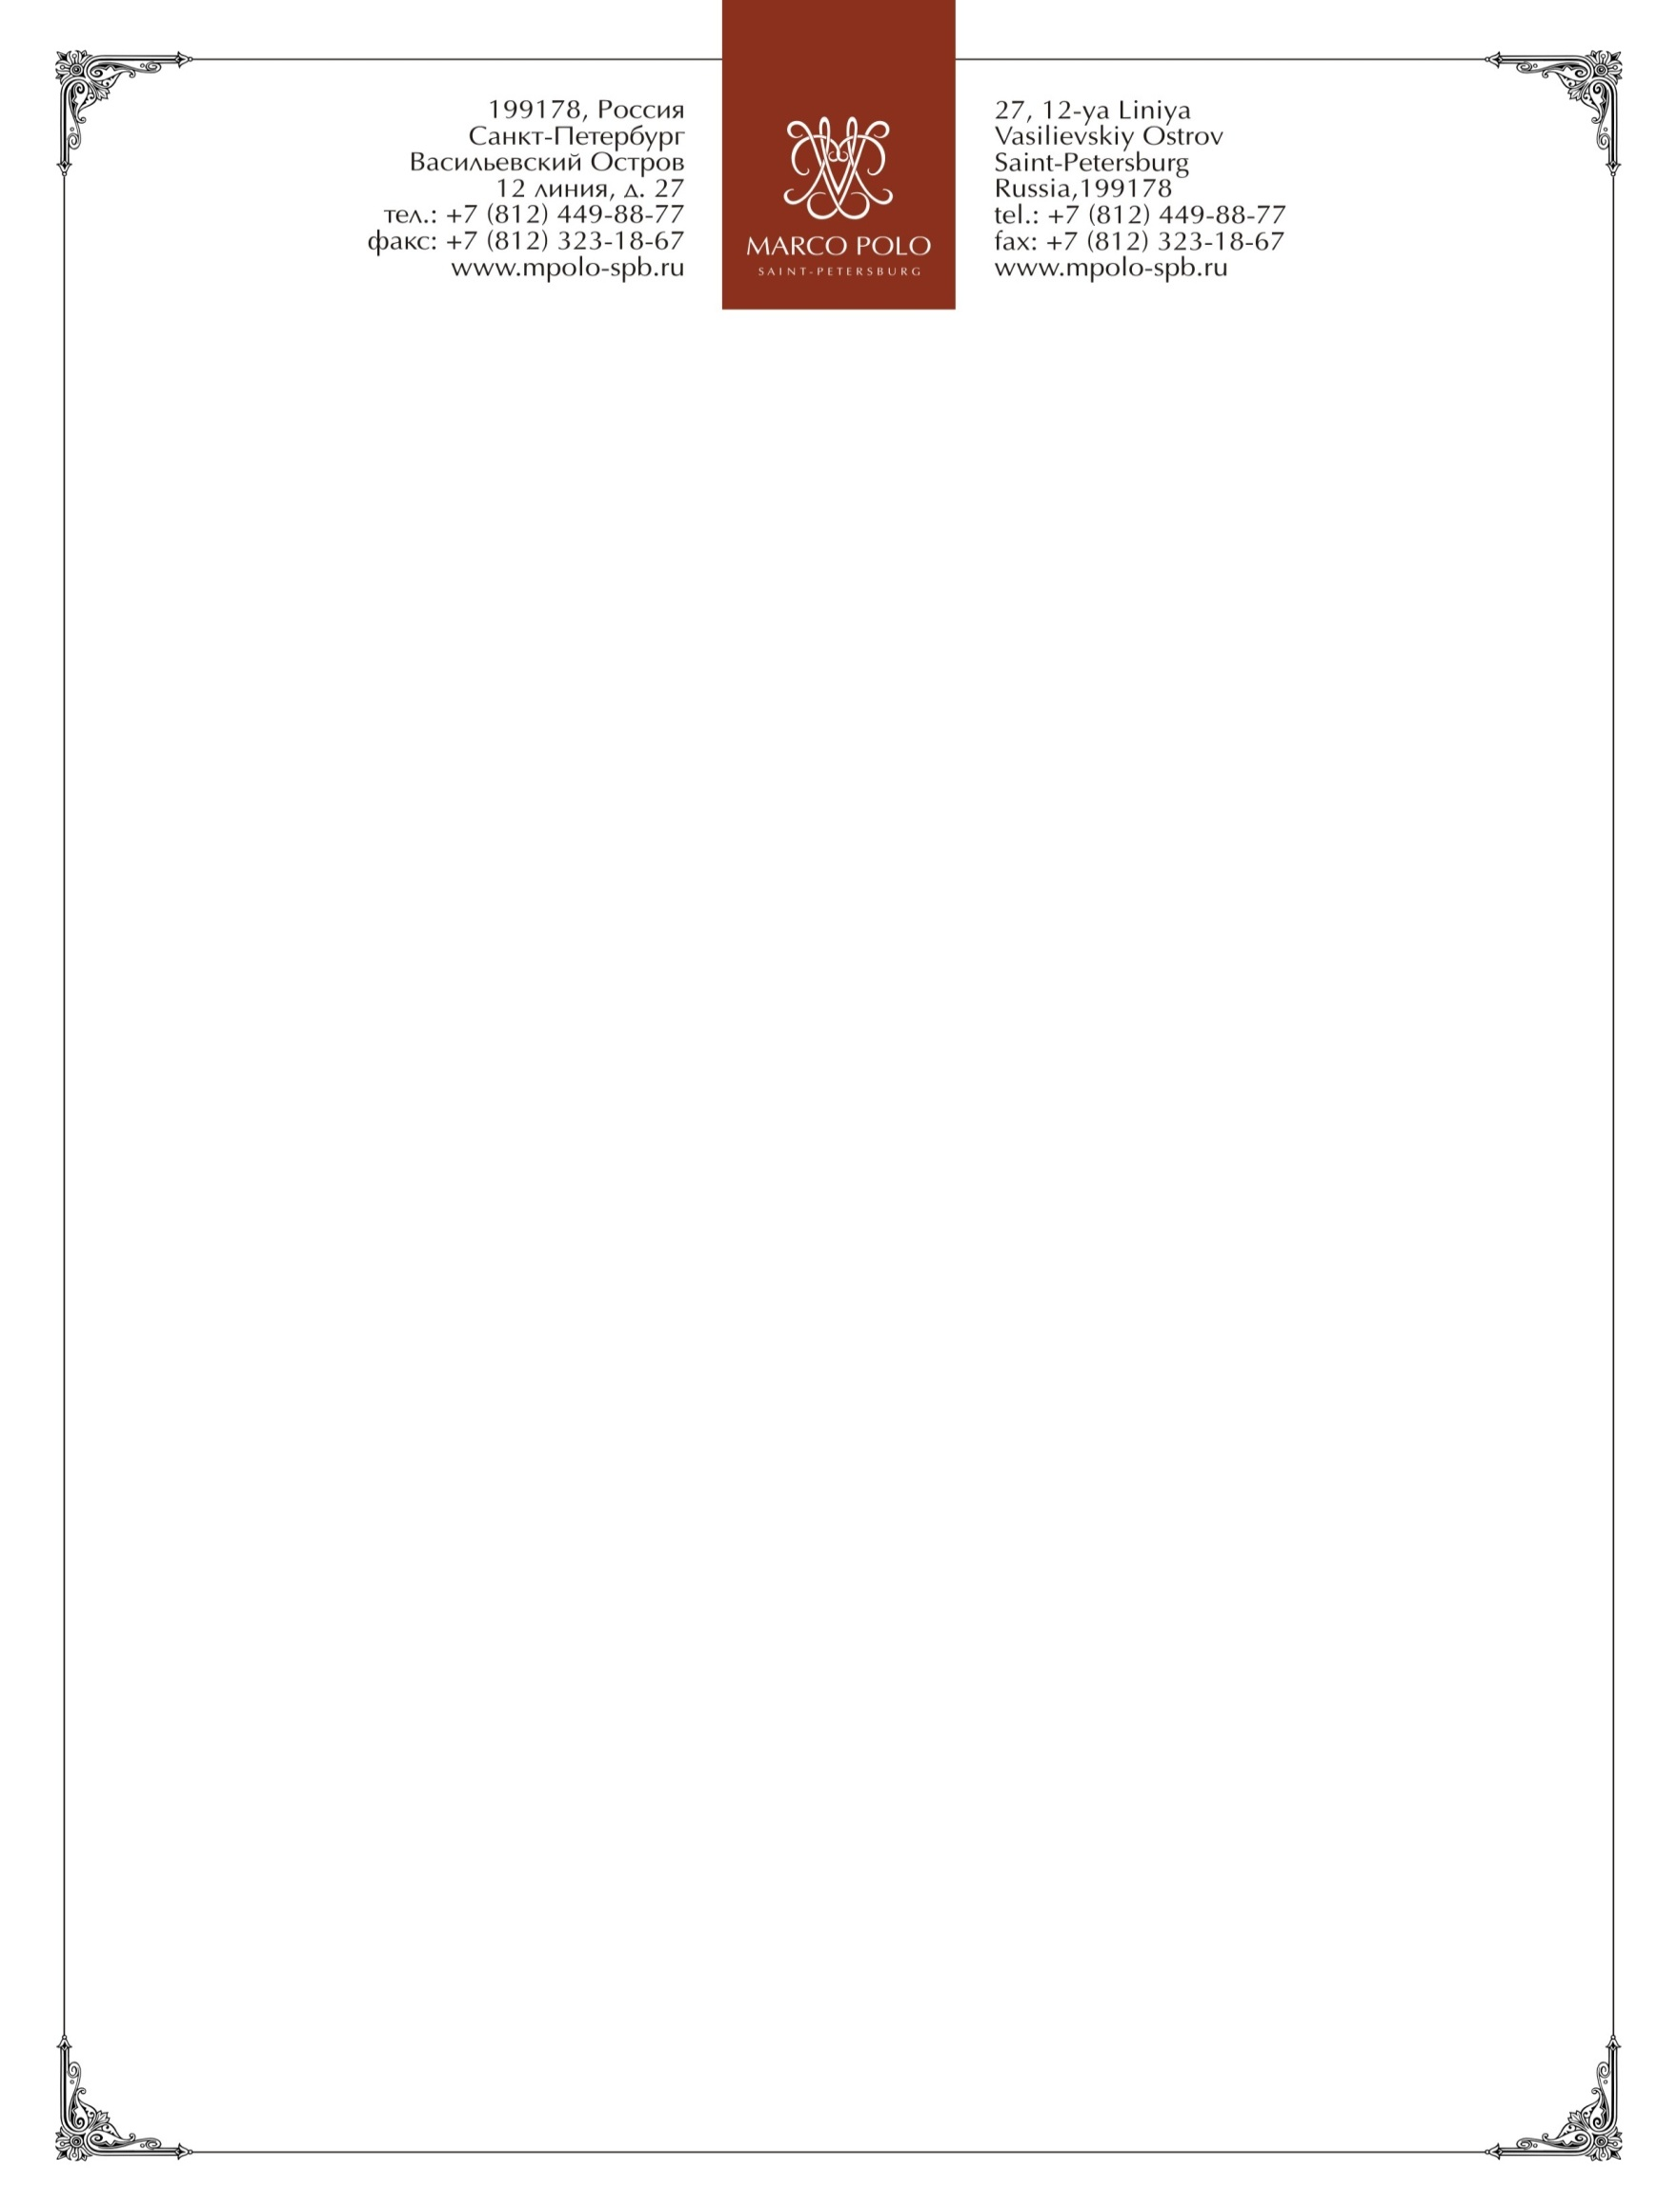 199178, Россия
Санкт-Петербург
Васильевский Остров
12 линия, д. 27
тел.: +7 (812) 449-88-77
факс: +7 (812) 323-18-67
www.mpolo-spb.ru
MARCO POLO
SAINT-PETERSBURG
27, 12-ya Liniya
Vasilievskiy Ostrov
Saint-Petersburg
Russia,199178
tel.: +7 (812) 449-88-77
fax: +7 (812) 323-18-67
www.mpolo-spb.ru